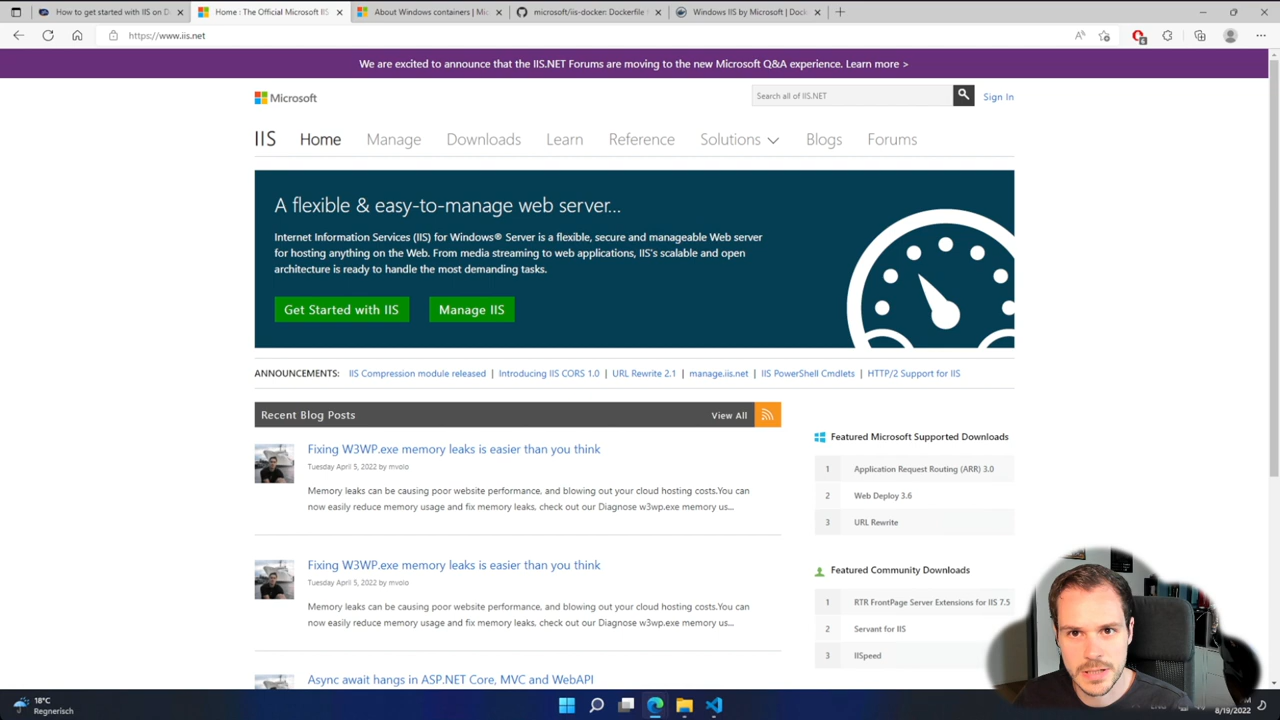 How to get started with IIS on D
Home : The Official Microsoft IIS
About Windows containers | Mic
microsoft/iis-docker: Dockerfile
Windows IIS by Microsoft | Dock
https://www.iis.net
We are excited to announce that the IIS.NET Forums are moving to the new Microsoft Q&A experience. Learn more >
Microsoft
Search all of IIS.NET
Sign In
IIS Home Manage Downloads Learn Reference Solutions Blogs Forums
A flexible & easy-to-manage web server...
Internet Information Services (IIS) for Windows® Server is a flexible, secure and manageable Web server
for hosting anything on the Web. From media streaming to web applications, IIS's scalable and open
architecture is ready to handle the most demanding tasks.
Get Started with IIS
Manage IIS
ANNOUNCEMENTS: IIS Compression module released | Introducing IIS CORS 1.0 | URL Rewrite 2.1 | manage.iis.net | IIS PowerShell Cmdlets | HTTP/2 Support for IIS
Recent Blog Posts
View All
Fixing W3WP.exe memory leaks is easier than you think
Tuesday April 5, 2022 by mvolo
Memory leaks can be causing poor website performance, and blowing out your cloud hosting costs.You can
now easily reduce memory usage and fix memory leaks, check out our Diagnose w3wp.exe memory us...
Fixing W3WP.exe memory leaks is easier than you think
Tuesday April 5, 2022 by mvolo
Memory leaks can be causing poor website performance, and blowing out your cloud hosting costs.You can
now easily reduce memory usage and fix memory leaks, check out our Diagnose w3wp.exe memory us...
Async await hangs in ASP.NET Core, MVC and WebAPI
Featured Microsoft Supported Downloads
1 Application Request Routing (ARR) 3.0
2 Web Deploy 3.6
3 URL Rewrite
Featured Community Downloads
1 RTR FrontPage Server Extensions for IIS 7.5
2 Servant for IIS
3 IISpeed
18°C
Regnerisch
8/19/2022